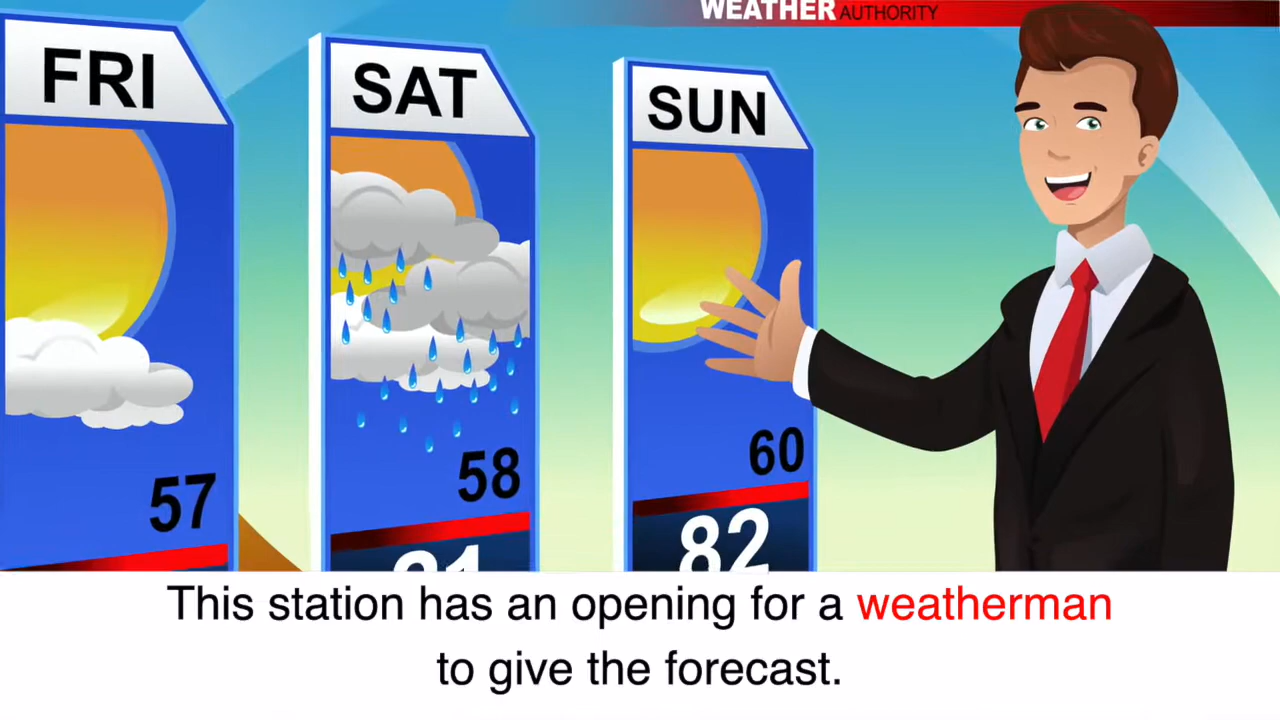 WEATHER AUTHORITY
FRI
SAT
SUN
57
58
60
82
This station has an opening for a weatherman
to give the forecast.